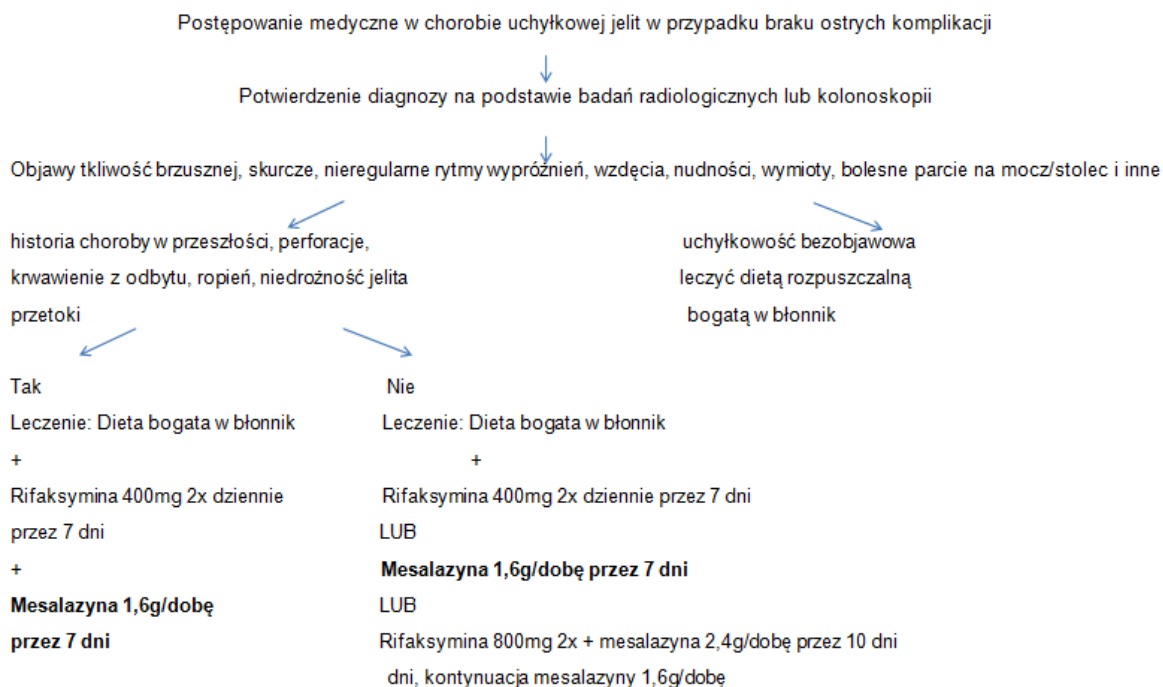 Postępowanie medyczne w chorobie uchyłkowej jelit w przypadku braku ostrych komplikacji
Potwierdzenie diagnozy na podstawie badań radiologicznych lub kolonoskopii
Objawy tkliwość brzusznej, skurcze, nieregularne rytmy wypróźnień, wzdęcia, nudności, wymioty, bolesne parcie na mocz/stolec i inne
historia choroby w przeszłości, perforacje,
krwawienie z odbytu, ropień, niedrożność jelita
przetoki
uchyłkowość bezobjawowa
leczyć dietą rozpuszczalną
bogatą w błonnik
Tak
Leczenie: Dieta bogata w błonnik
+
Rifaksymina 400mg 2x dziennie
przez 7 dni
+
Mesalazyna 1,6g/dobę
przez 7 dni
Nie
Leczenie: Dieta bogata w błonnik
+
Rifaksymina 400mg 2x dziennie przez 7 dni
LUB
Mesalazyna 1,6g/dobę przez 7 dni
LUB
Rifaksymina 800mg 2x + mesalazyna 2,4g/dobę przez 10 dni
dni, kontynuacja mesalazyny 1,6g/dobę